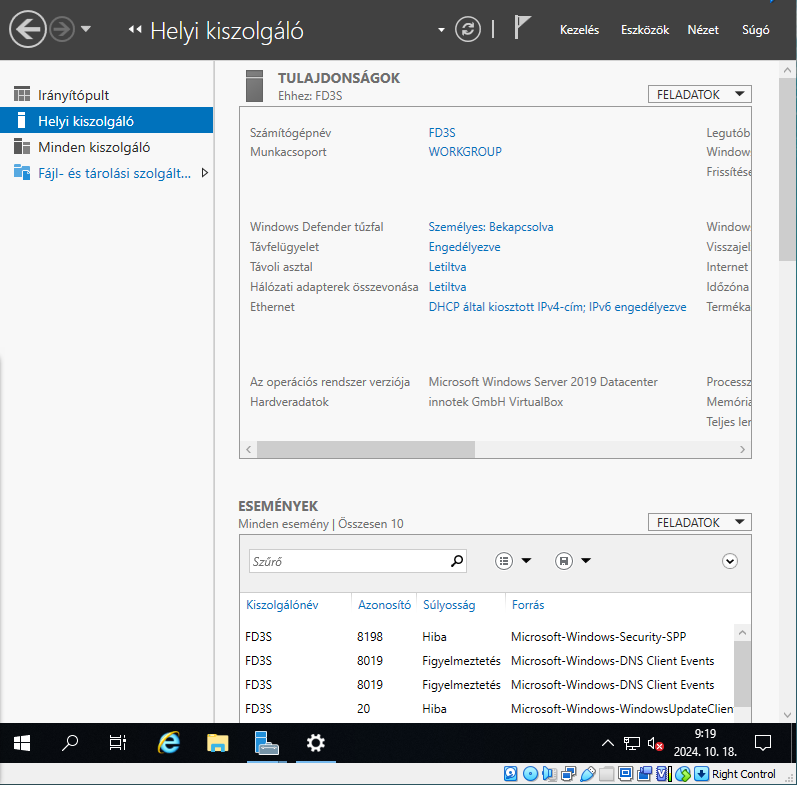 Helyi kiszolgáló
Kezelés Eszközök Nézet Súgó
Irányítópult
Helyi kiszolgáló
Minden kiszolgáló
Fájl- és tárolási szolgált...
TULAJDONSÁGOK
Ehhez: FD3S
FELADATOK
Számítógépnév FD3S Legutób
Munkacsoport WORKGROUP Window
Frissítése
Windows Defender tűzfal Személyes: Bekapcsolva Window
Távfelügyelet Engedélyezve Visszajel
Távoli asztal Letiltva Internet
Hálózati adapterek összevonása Letiltva Időzóna
Ethernet DHCP által kiosztott IPv4-cím; IPv6 engedélyezve Terméka
Az operációs rendszer verziója Microsoft Windows Server 2019 Datacenter Processz
Hardveradatok innotek GmbH VirtualBox Memória
Teljes ler
ESEMÉNYEK
Minden esemény | Összesen 10
FELADATOK
Szűrő
Kiszolgálónév Azonosító Súlyosság Forrás
FD3S 8198 Hiba Microsoft-Windows-Security-SPP
FD3S 8019 Figyelmeztetés Microsoft-Windows-DNS Client Events
FD3S 8019 Figyelmeztetés Microsoft-Windows-DNS Client Events
FD3S 20 Hiba Microsoft-Windows-WindowsUpdateClien
9:19
2024. 10. 18.
Right Control